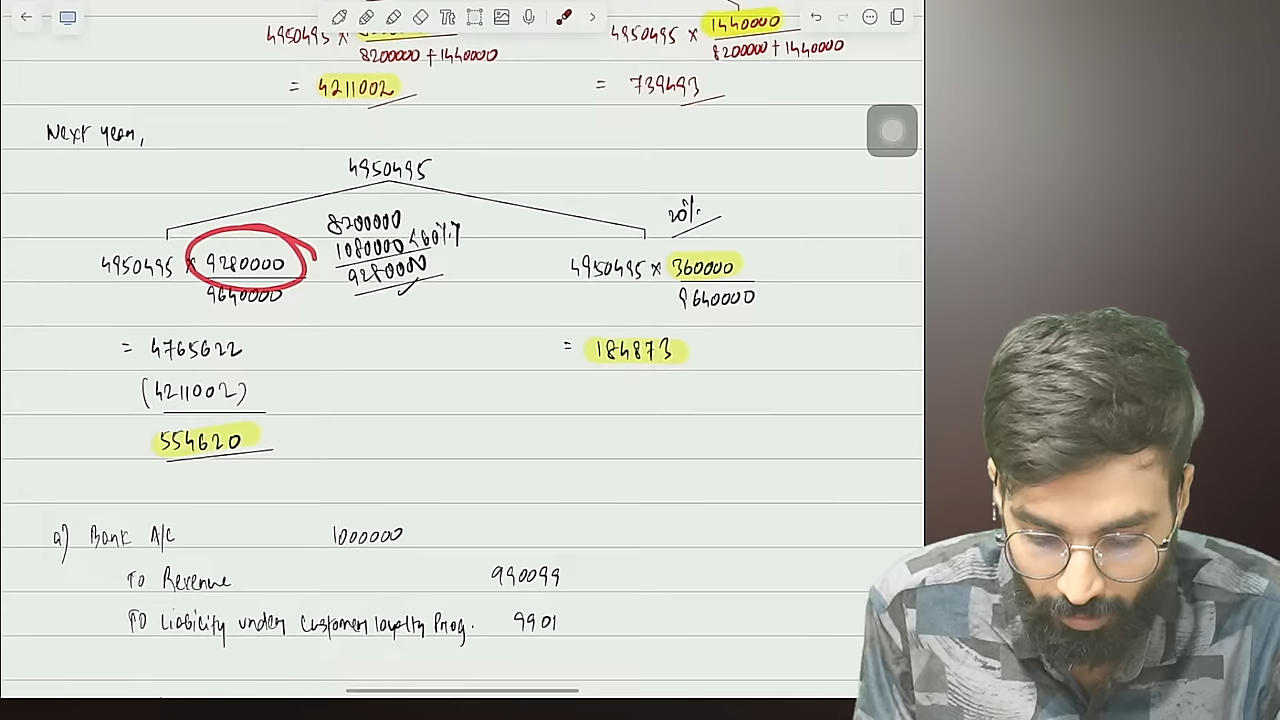 4950495 ×
8200000 + 1440000
= 4211002
4950495 × 1440000
8200000 + 1440000
= 739493
Next year,
4950495
4950495 × 9280000
9640000
8200000
1080000
9280000
20%
4950495 × 360000
9640000
= 4765622
(4211002)
554620
= 184873
a) Bank A/c 1000000
To Revenue 990099
To Liability under Customer loyalty Prog. 9901